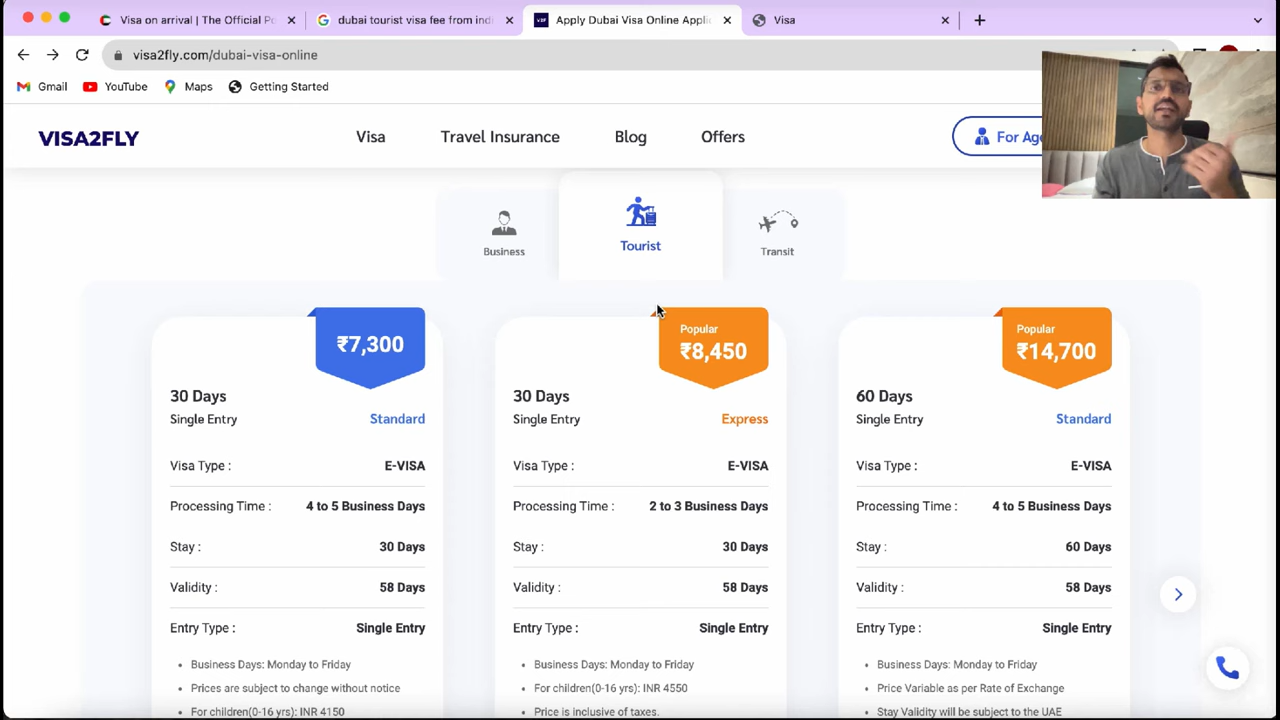 Visa on arrival | The Official Po
dubai tourist visa fee from indi
Apply Dubai Visa Online Applic
Visa
visa2fly.com/dubai-visa-online
Gmail
YouTube
Maps
Getting Started
VISA2FLY
Visa
Travel Insurance
Blog
Offers
For Age
Business
Tourist
Transit
₹7,300
30 Days
Single Entry
Standard
Visa Type :
E-VISA
Processing Time :
4 to 5 Business Days
Stay :
30 Days
Validity :
58 Days
Entry Type :
Single Entry
• Business Days: Monday to Friday
• Prices are subject to change without notice
• For children(0-16 yrs): INR 4150
Popular
₹8,450
30 Days
Single Entry
Express
Visa Type :
E-VISA
Processing Time :
2 to 3 Business Days
Stay :
30 Days
Validity :
58 Days
Entry Type :
Single Entry
• Business Days: Monday to Friday
• For children(0-16 yrs): INR 4550
• Price is inclusive of taxes.
Popular
₹14,700
60 Days
Single Entry
Standard
Visa Type :
E-VISA
Processing Time :
4 to 5 Business Days
Stay :
60 Days
Validity :
58 Days
Entry Type :
Single Entry
• Business Days: Monday to Friday
• Price Variable as per Rate of Exchange
• Stay Validity will be subject to the UAE